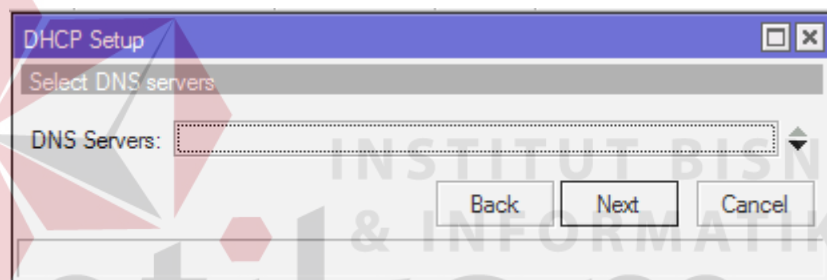 DHCP Setup
Select DNS servers
DNS Servers:
INSTITUT BISN
Back Next Cancel
& INFORMATIK